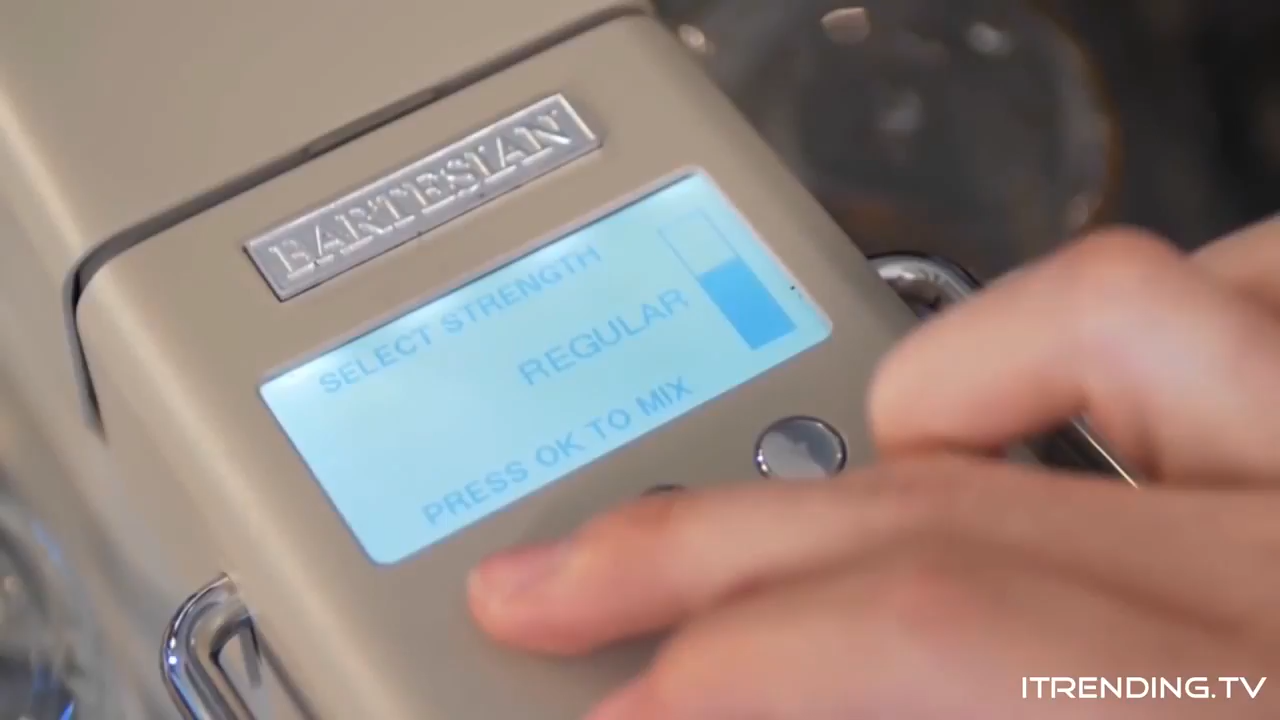 BARTESIAN
SELECT STRENGTH
REGULAR
PRESS OK TO MIX
ITRENDING.TV